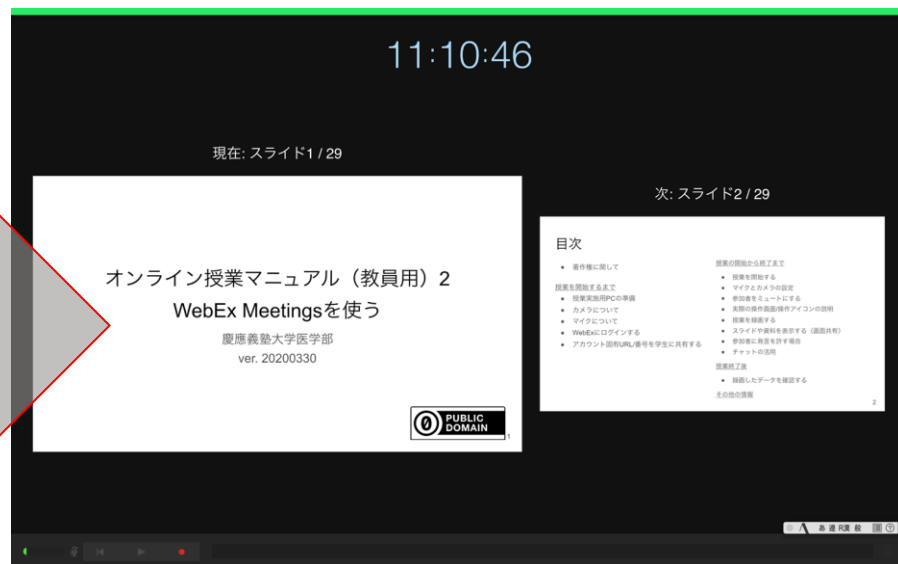 11:10:46
現在: スライド1 / 29
オンライン授業マニュアル（教員用）2
WebEx Meetingsを使う
慶應義塾大学医学部
ver. 20200330
PUBLIC
DOMAIN
1
次: スライド2 / 29
目次
● 著作権に関して
授業を開始するまで
● 授業実施用PCの準備
● カメラについて
● マイクについて
● WebExにログインする
● アカウント固有URL/番号を学生に共有する
授業の開始から終了まで
● 授業を開始する
● マイクとカメラの設定
● 参加者をミュートにする
● 実際の操作画面/操作アイコンの説明
● 授業を録画する
● スライドや資料を表示する（画面共有）
● 参加者に発言を許す場合
● チャットの活用
授業終了後
● 録画したデータを確認する
その他の情報
2
あ 連 R漢 般